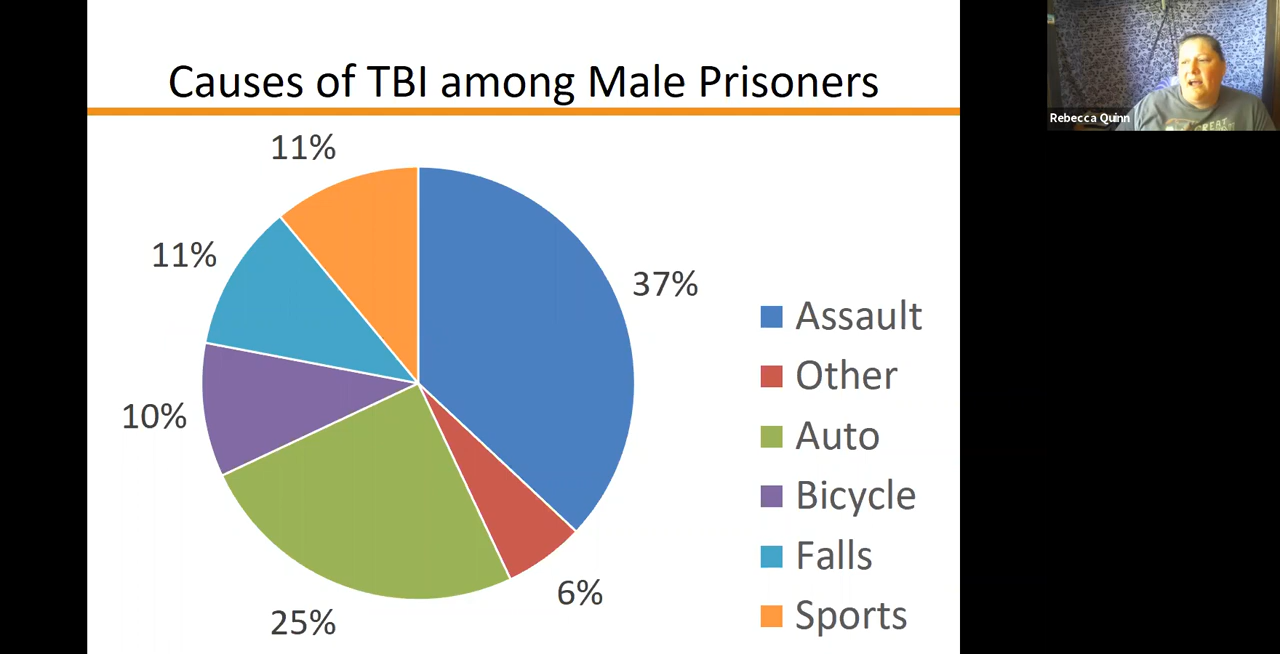 Causes of TBI among Male Prisoners
Rebecca Quinn
GREAT
11%
11%
37%
10%
6%
25%
Assault
Other
Auto
Bicycle
Falls
Sports